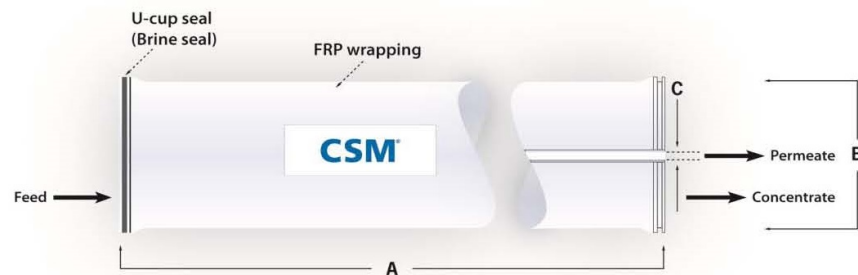 U-cup seal
(Brine seal)
FRP wrapping
C
CSM®
Permeate
B
Feed
Concentrate
A